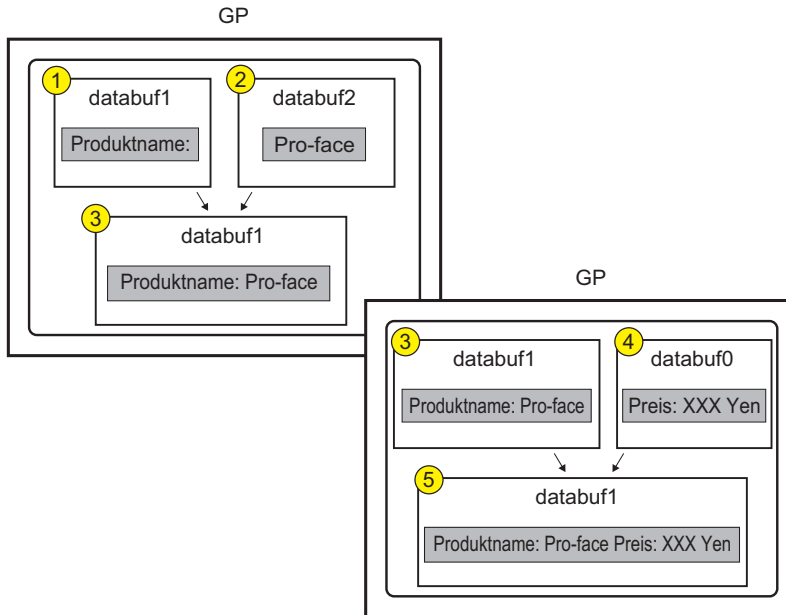 GP
1
databuf1
Produktname:
2
databuf2
Pro-face
3
databuf1
Produktname: Pro-face
GP
3
databuf1
Produktname: Pro-face
4
databuf0
Preis: XXX Yen
5
databuf1
Produktname: Pro-face Preis: XXX Yen